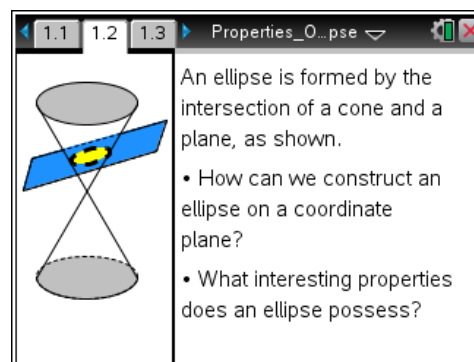 1.1 1.2 1.3 Properties_O…pse
An ellipse is formed by the
intersection of a cone and a
plane, as shown.
• How can we construct an
ellipse on a coordinate
plane?
• What interesting properties
does an ellipse possess?